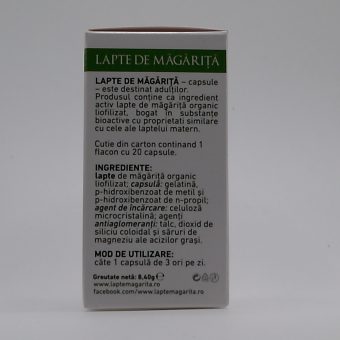 LAPTE DE MĂGĂRIȚĂ
LAPTE DE MĂGĂRIȚĂ – capsule
– este destinat adulților.
Produsul conține ca ingredient
activ lapte de măgăriță organic
liofilizat, bogat în substanțe
bioactive cu proprietati similare
cu cele ale laptelui matern.
Cutie din carton continand 1
flacon cu 20 capsule.
INGREDIENTE:
lapte de măgăriță organic
liofilizat; capsulă: gelatină,
p-hidroxibenzoat de metil și
p-hidroxibenzoat de n-propil;
agent de încărcare: celuloză
microcristalină; agenți
antiaglomeranți: talc, dioxid de
siliciu coloidal și săruri de
magneziu ale acizilor grași.
MOD DE UTILIZARE:
câte 1 capsulă de 3 ori pe zi.
Greutate netă: 8,40g
www.laptemagarita.ro
facebook.com/laptemagarita.ro